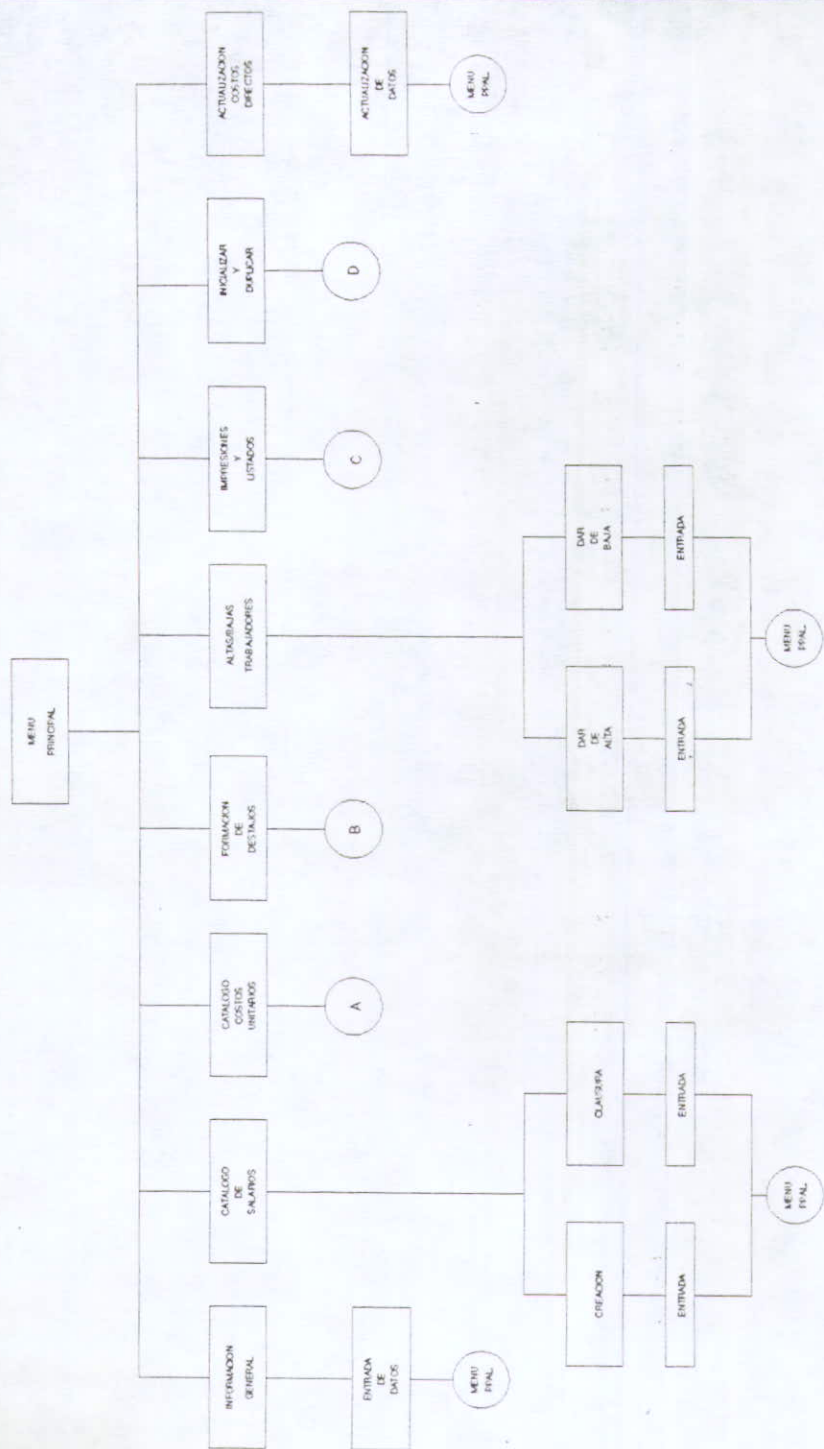 MENU
PRINCIPAL
INFORMACION
GENERAL
CATALOGO
DE
SALARIOS
CATALOGO
COSTOS
UNITARIOS
FORMACION
DE
DESTAJOS
ALTAS/BAJAS
TRABAJADORES
IMPRESIONES
Y
LISTADOS
INICIALIZAR
Y
DUPLICAR
ACTUALIZACION
COSTOS
DIRECTOS
ENTRADA
DE
DATOS
A
B
C
D
ACTUALIZACION
DE
DATOS
MENU
PPAL.
MENU
PPAL.
CREACION
CLAUSURA
DAR
DE
ALTA
DAR
DE
BAJA
ENTRADA
ENTRADA
ENTRADA
ENTRADA
MENU
PPAL.
MENU
PPAL.